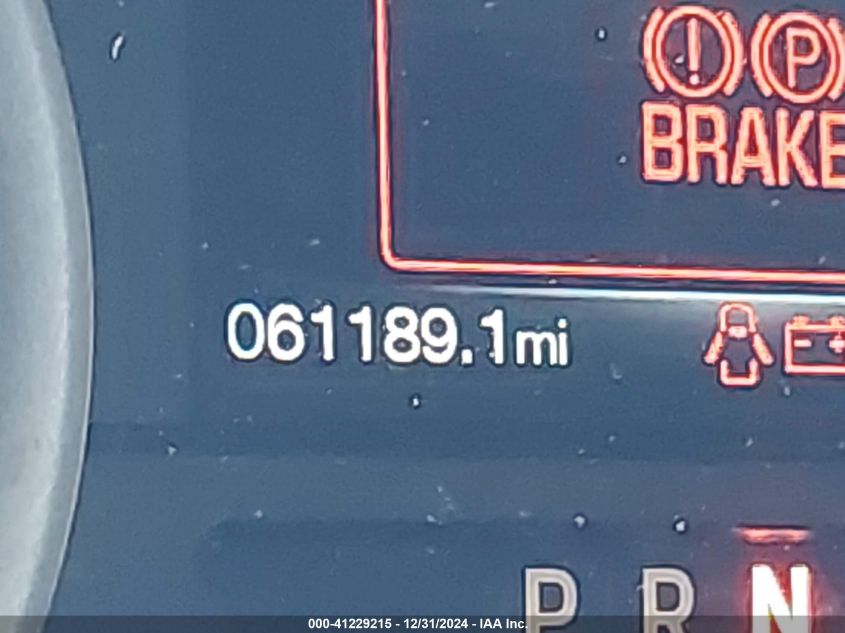 ! P
BRAKE
061189.1mi
P R N
000-41229215 - 12/31/2024 - IAA Inc.